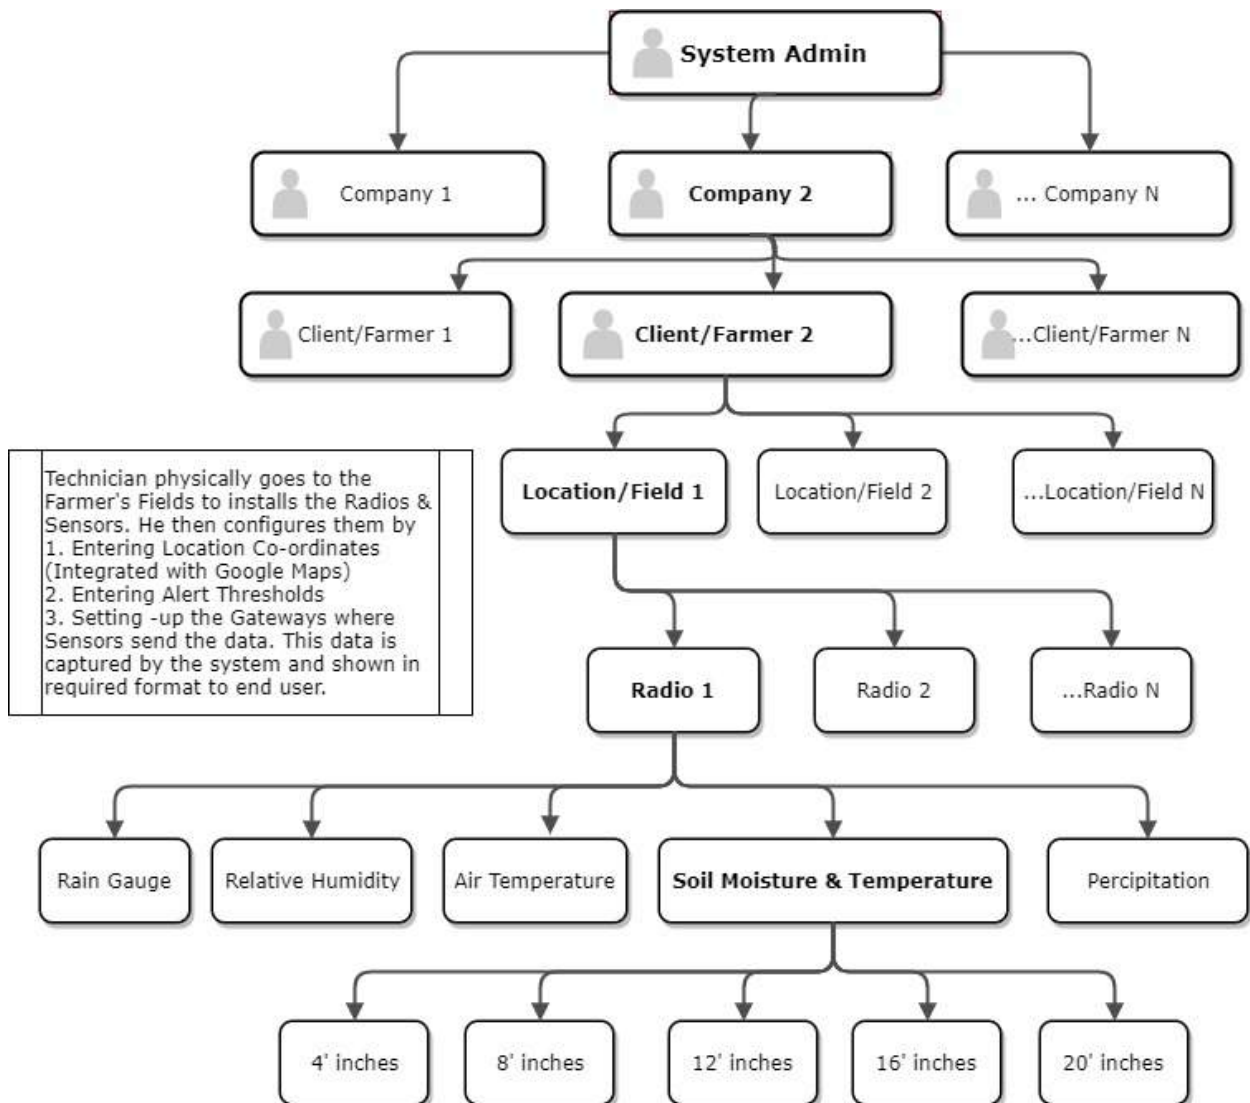 System Admin
Company 1
Company 2
... Company N
Client/Farmer 1
Client/Farmer 2
...Client/Farmer N
Location/Field 1
Location/Field 2
...Location/Field N
Technician physically goes to the
Farmer's Fields to installs the Radios &
Sensors. He then configures them by
1. Entering Location Co-ordinates
(Integrated with Google Maps)
2. Entering Alert Thresholds
3. Setting -up the Gateways where
Sensors send the data. This data is
captured by the system and shown in
required format to end user.
Radio 1
Radio 2
...Radio N
Rain Gauge
Relative Humidity
Air Temperature
Soil Moisture & Temperature
Percipitation
4' inches
8' inches
12' inches
16' inches
20' inches